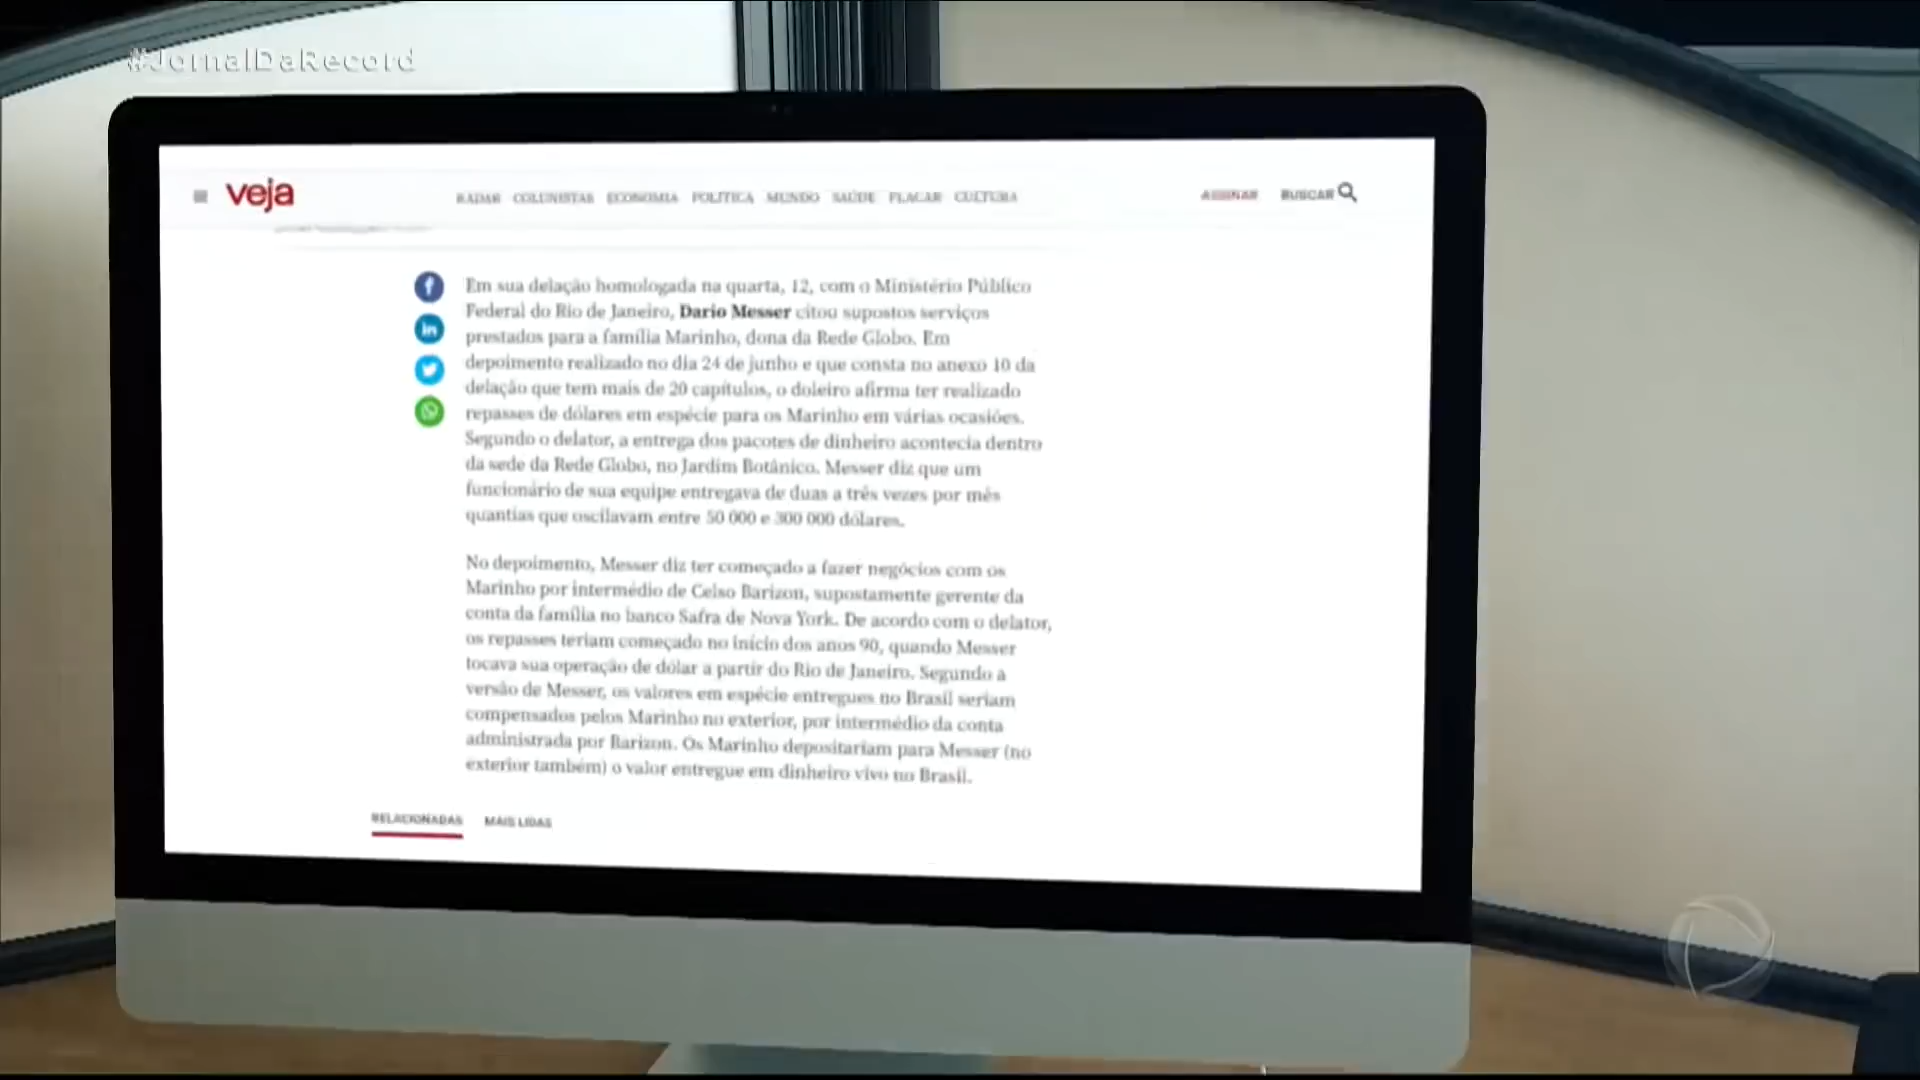 #JornalDaRecord
veja
RADAR COLUNISTAS ECONOMIA POLÍTICA MUNDO SAÚDE PLACAR CULTURA
ASSINAR BUSCAR
Em sua delação homologada na quarta, 12, com o Ministério Público
Federal do Rio de Janeiro, Dario Messer citou supostos serviços
prestados para a família Marinho, dona da Rede Globo. Em
depoimento realizado no dia 24 de junho e que consta no anexo 10 da
delação que tem mais de 20 capítulos, o doleiro afirma ter realizado
repasses de dólares em espécie para os Marinho em várias ocasiões.
Segundo o delator, a entrega dos pacotes de dinheiro acontecia dentro
da sede da Rede Globo, no Jardim Botânico. Messer diz que um
funcionário de sua equipe entregava de duas a três vezes por mês
quantias que oscilavam entre 50 000 e 300 000 dólares.
No depoimento, Messer diz ter começado a fazer negócios com os
Marinho por intermédio de Celso Barizon, supostamente gerente da
conta da família no banco Safra de Nova York. De acordo com o delator,
os repasses teriam começado no início dos anos 90, quando Messer
tocava sua operação de dólar a partir do Rio de Janeiro. Segundo a
versão de Messer, os valores em espécie entregues no Brasil seriam
compensados pelos Marinho no exterior, por intermédio da conta
administrada por Barizon. Os Marinho depositariam para Messer (no
exterior também) o valor entregue em dinheiro vivo no Brasil.
RELACIONADAS MAIS LIDAS